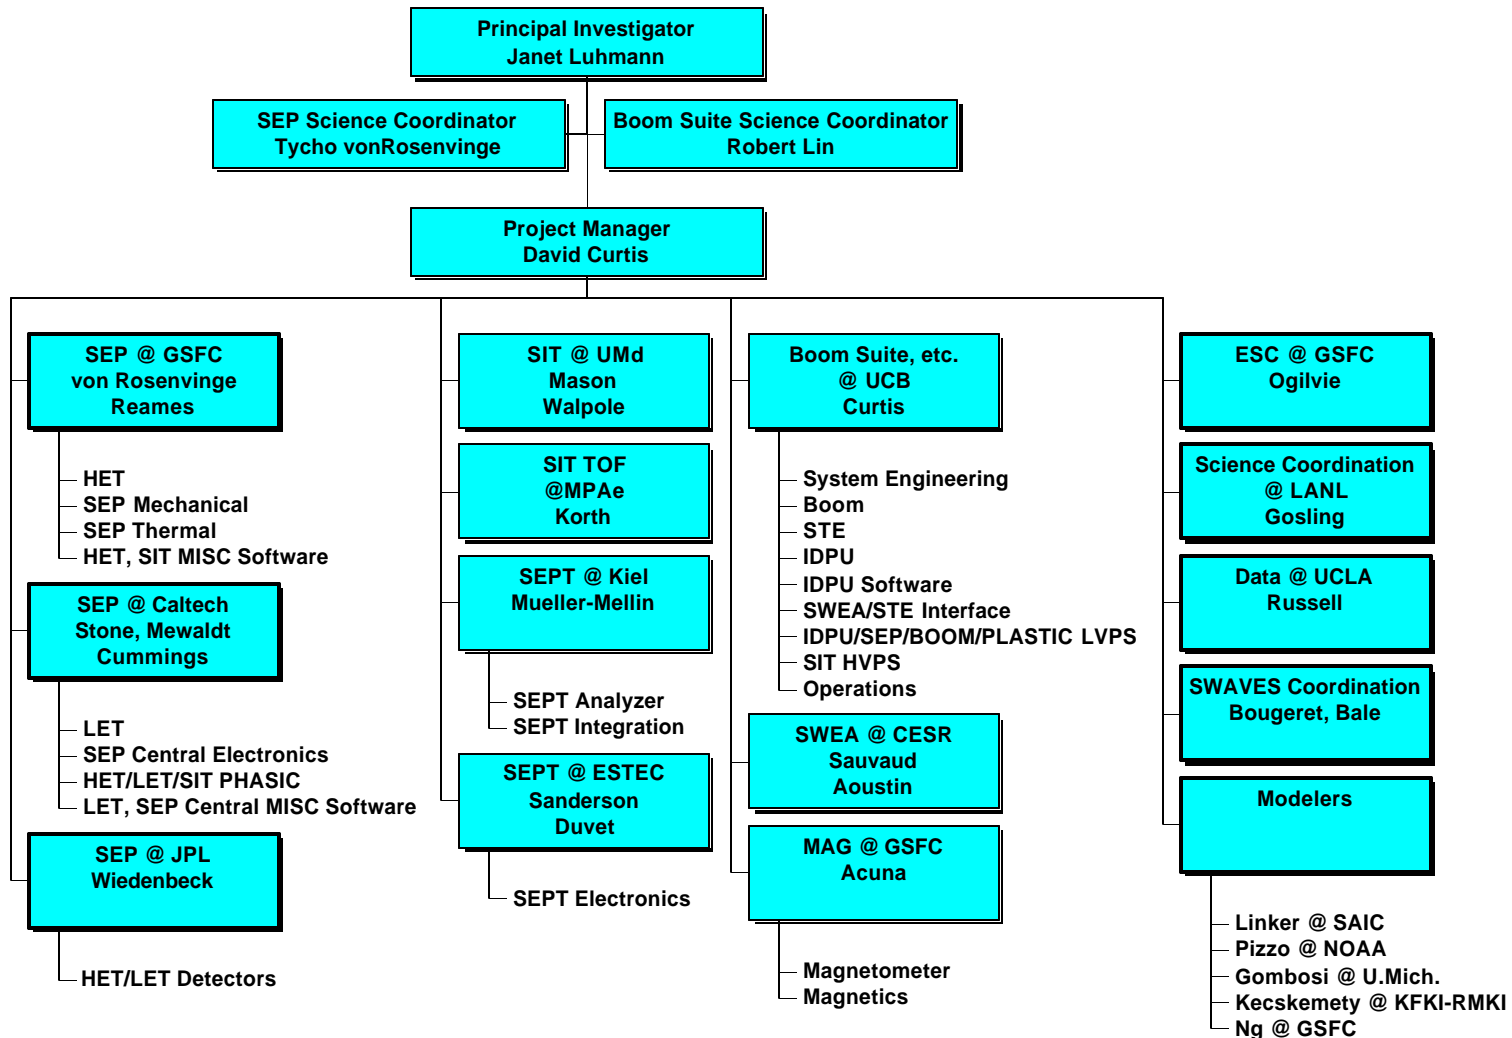 Principal Investigator
Janet Luhmann
SEP Science Coordinator
Tycho vonRosenvinge
Boom Suite Science Coordinator
Robert Lin
Project Manager
David Curtis
SEP @ GSFC
von Rosenvinge
Reames
HET
SEP Mechanical
SEP Thermal
HET, SIT MISC Software
SEP @ Caltech
Stone, Mewaldt
Cummings
LET
SEP Central Electronics
HET/LET/SIT PHASIC
LET, SEP Central MISC Software
SEP @ JPL
Wiedenbeck
HET/LET Detectors
SIT @ UMd
Mason
Walpole
SIT TOF
@MPAe
Korth
SEPT @ Kiel
Mueller-Mellin
SEPT Analyzer
SEPT Integration
SEPT @ ESTEC
Sanderson
Duvet
SEPT Electronics
Boom Suite, etc.
@ UCB
Curtis
System Engineering
Boom
STE
IDPU
IDPU Software
SWEA/STE Interface
IDPU/SEP/BOOM/PLASTIC LVPS
SIT HVPS
Operations
SWEA @ CESR
Sauvaud
Aoustin
MAG @ GSFC
Acuna
Magnetometer
Magnetics
ESC @ GSFC
Ogilvie
Science Coordination
@ LANL
Gosling
Data @ UCLA
Russell
SWAVES Coordination
Bougeret, Bale
Modelers
Linker @ SAIC
Pizzo @ NOAA
Gombosi @ U.Mich.
Kecskemety @ KFKI-RMKI
Ng @ GSFC